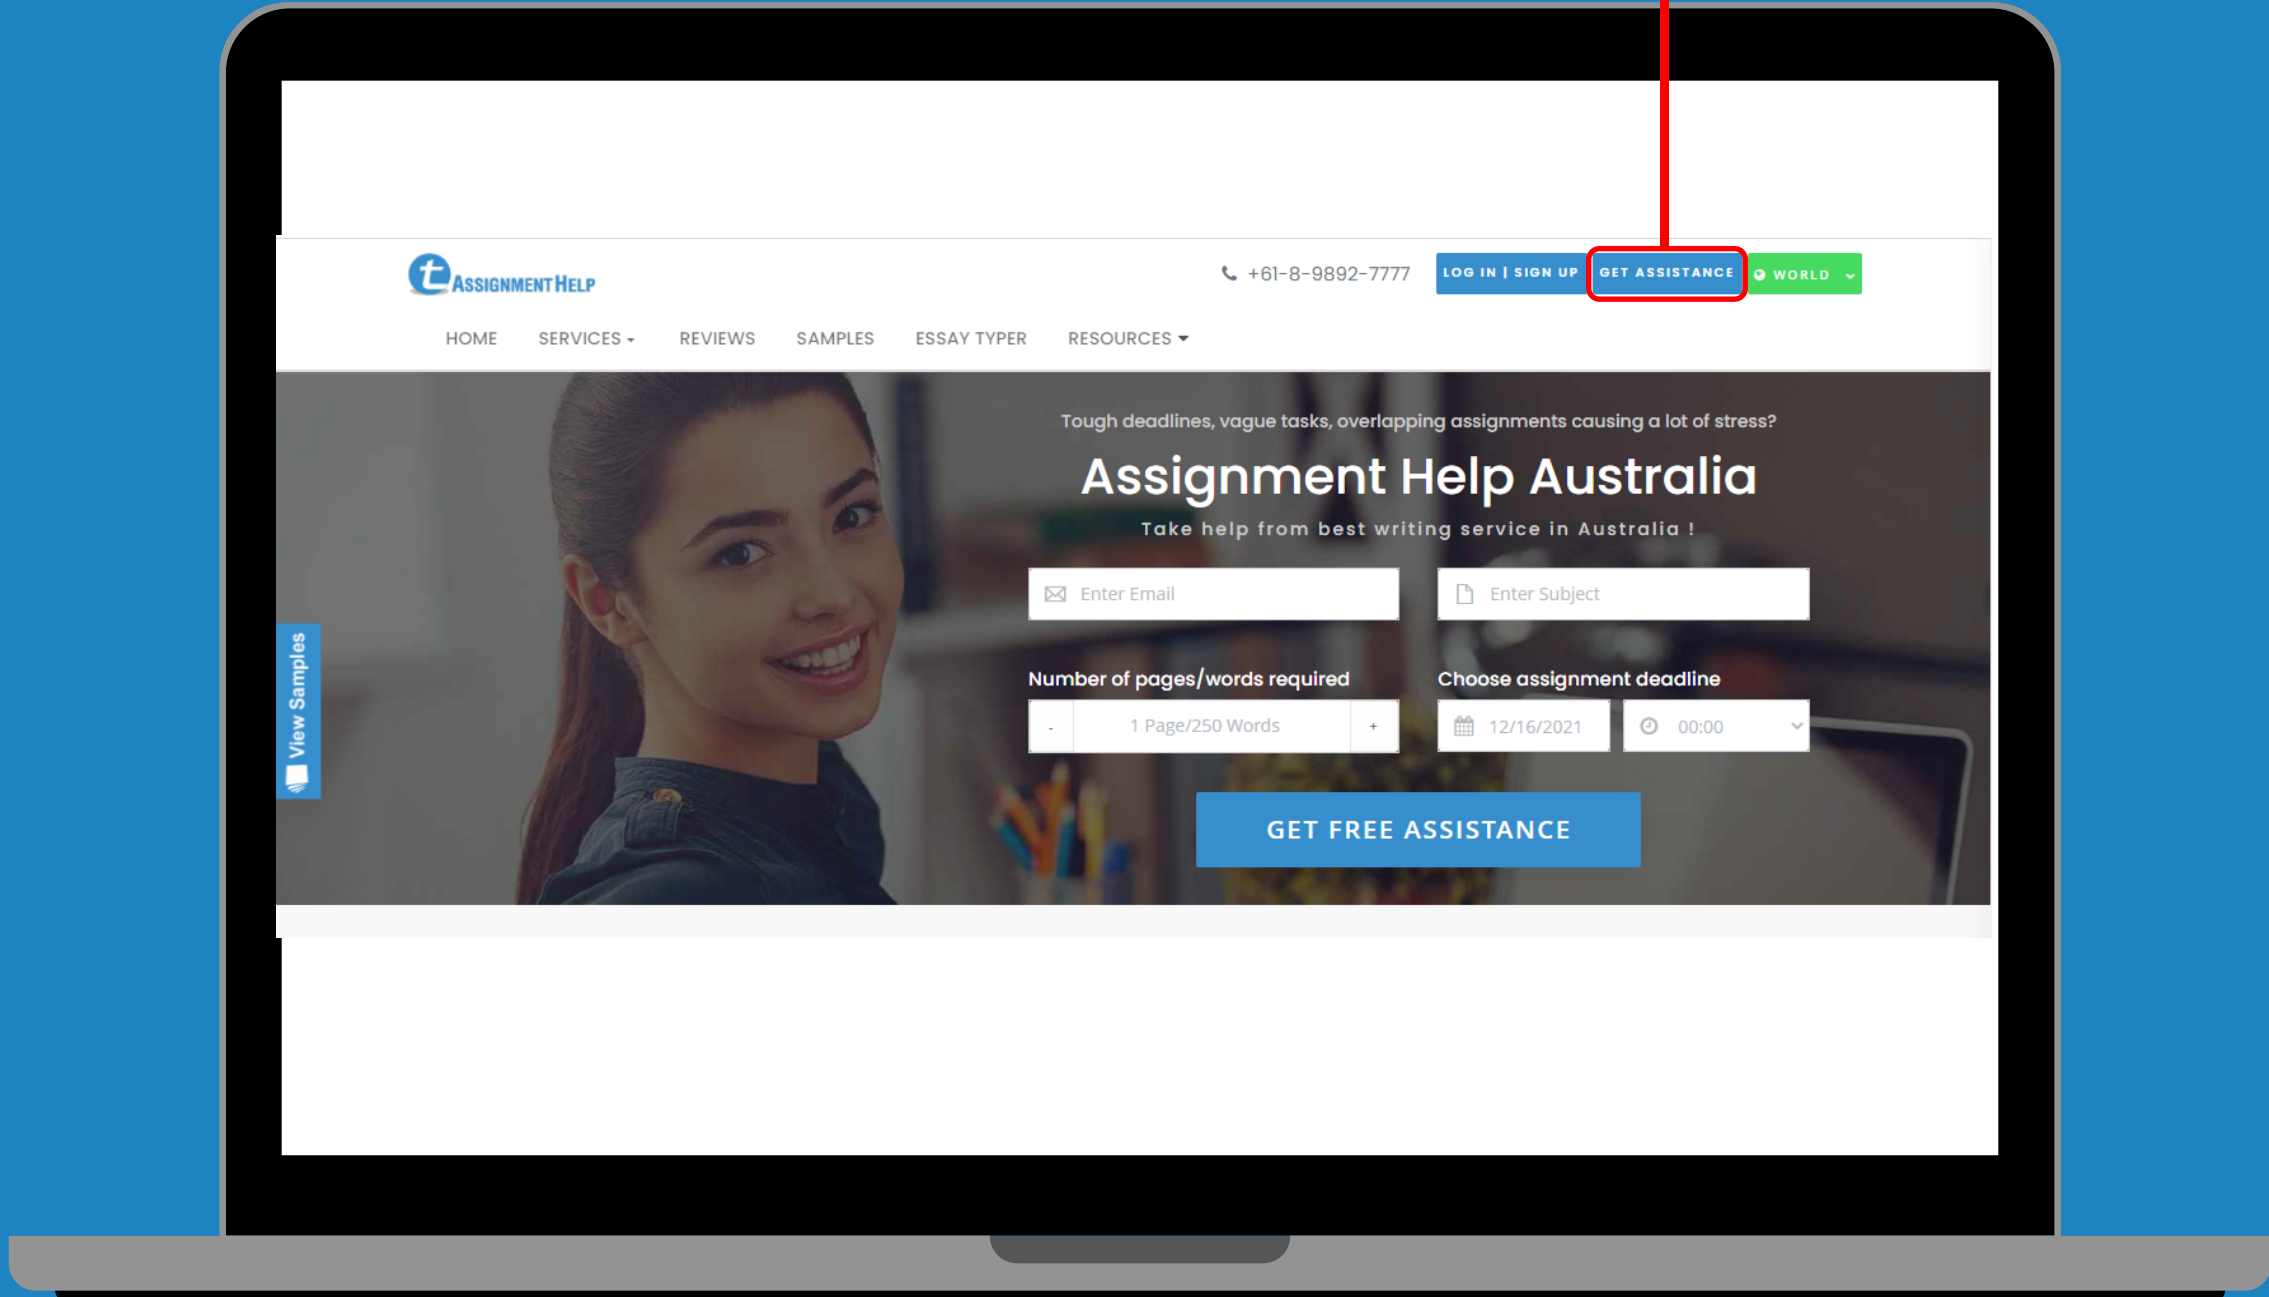 t AssignmentHelp
+61-8-9892-7777
LOG IN | SIGN UP
GET ASSISTANCE
WORLD
HOME SERVICES REVIEWS SAMPLES ESSAY TYPER RESOURCES
Tough deadlines, vague tasks, overlapping assignments causing a lot of stress?
Assignment Help Australia
Take help from best writing service in Australia !
Enter Email
Enter Subject
View Samples
Number of pages/words required
Choose assignment deadline
- 1 Page/250 Words +
12/16/2021
00:00
GET FREE ASSISTANCE